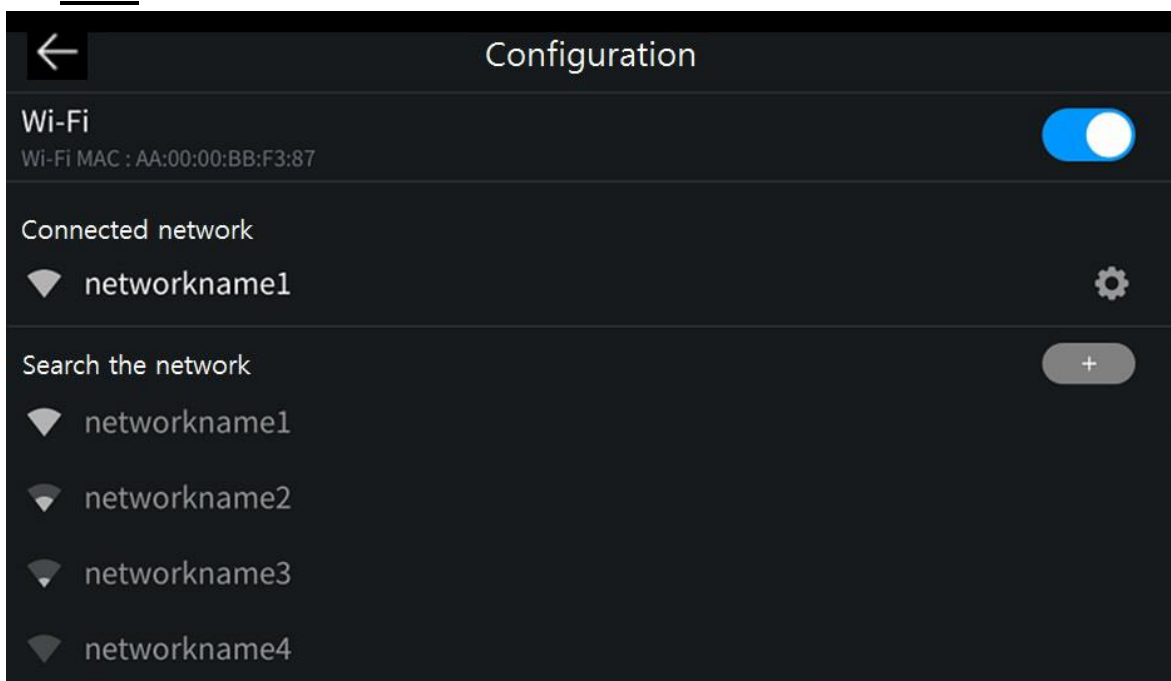 Configuration
Wi-Fi
Wi-Fi MAC : AA:00:00:BB:F3:87
Connected network
networkname1
Search the network
+
networkname1
networkname2
networkname3
networkname4